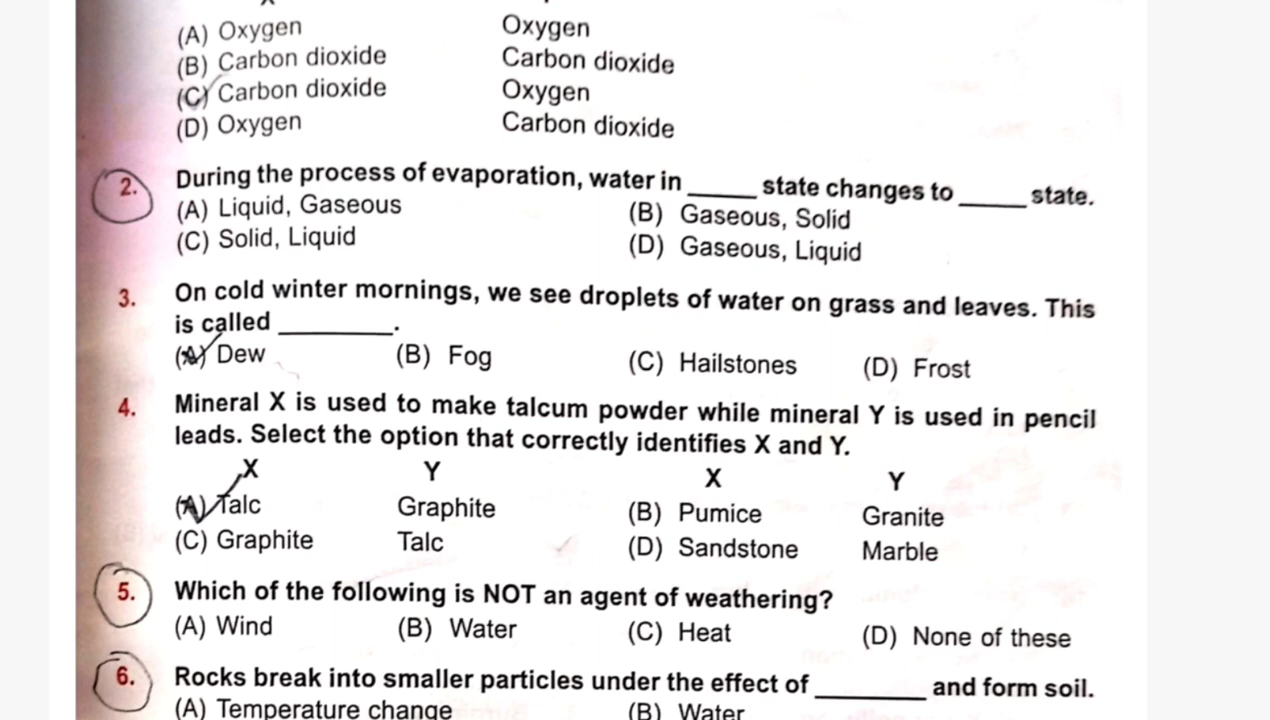 (A) Oxygen Oxygen
(B) Carbon dioxide Carbon dioxide
(C) Carbon dioxide Oxygen
(D) Oxygen Carbon dioxide
2. During the process of evaporation, water in _____ state changes to _____ state.
(A) Liquid, Gaseous (B) Gaseous, Solid
(C) Solid, Liquid (D) Gaseous, Liquid
3. On cold winter mornings, we see droplets of water on grass and leaves. This
is called ________.
(A) Dew (B) Fog (C) Hailstones (D) Frost
4. Mineral X is used to make talcum powder while mineral Y is used in pencil
leads. Select the option that correctly identifies X and Y.
X Y X Y
(A) Talc Graphite (B) Pumice Granite
(C) Graphite Talc (D) Sandstone Marble
5. Which of the following is NOT an agent of weathering?
(A) Wind (B) Water (C) Heat (D) None of these
6. Rocks break into smaller particles under the effect of ________ and form soil.
(A) Temperature change (B) Water